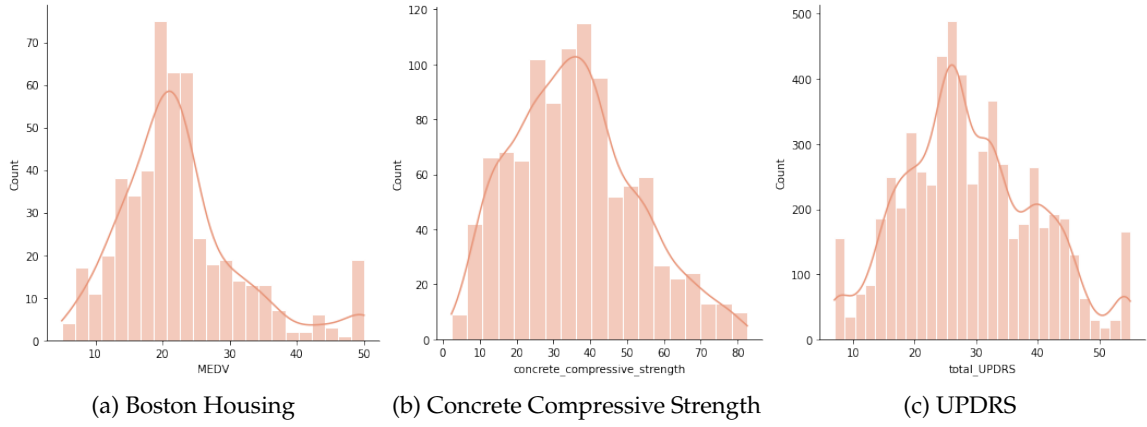 70
60
50
40
30
20
10
0
Count
10 20 30 40 50
MEDV
(a) Boston Housing
120
100
80
60
40
20
0
Count
0 10 20 30 40 50 60 70 80
concrete_compressive_strength
(b) Concrete Compressive Strength
500
400
300
200
100
0
Count
10 20 30 40 50
total_UPDRS
(c) UPDRS